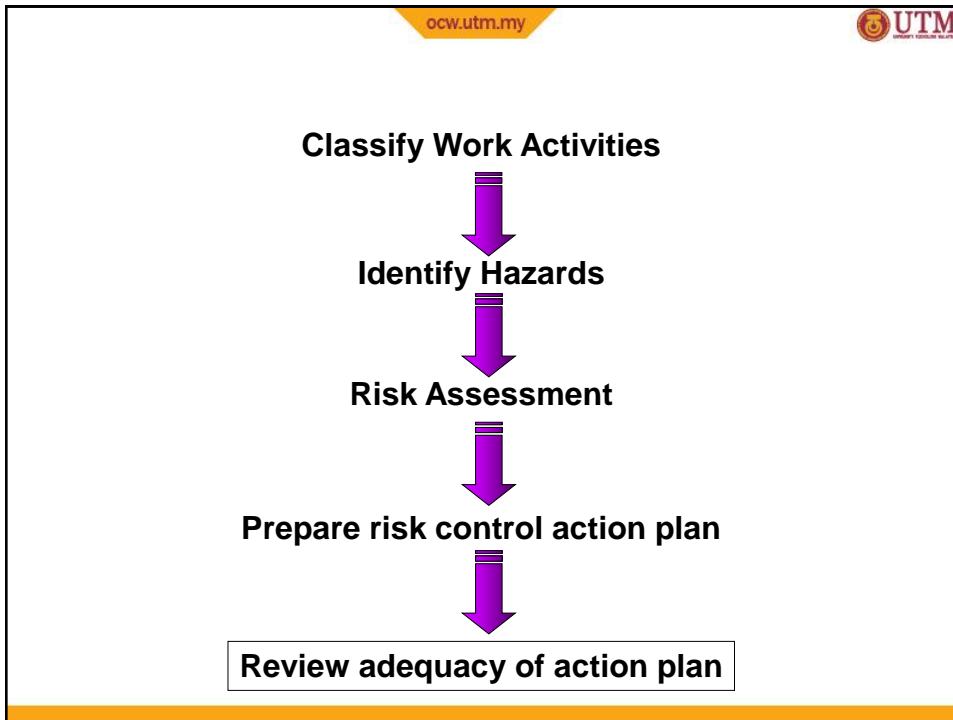 ocw.utm.my
UTM
Classify Work Activities
Identify Hazards
Risk Assessment
Prepare risk control action plan
Review adequacy of action plan